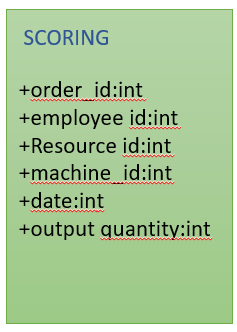 SCORING
+order_id:int
+employee id:int
+Resource id:int
+machine_id:int
+date:int
+output quantity:int